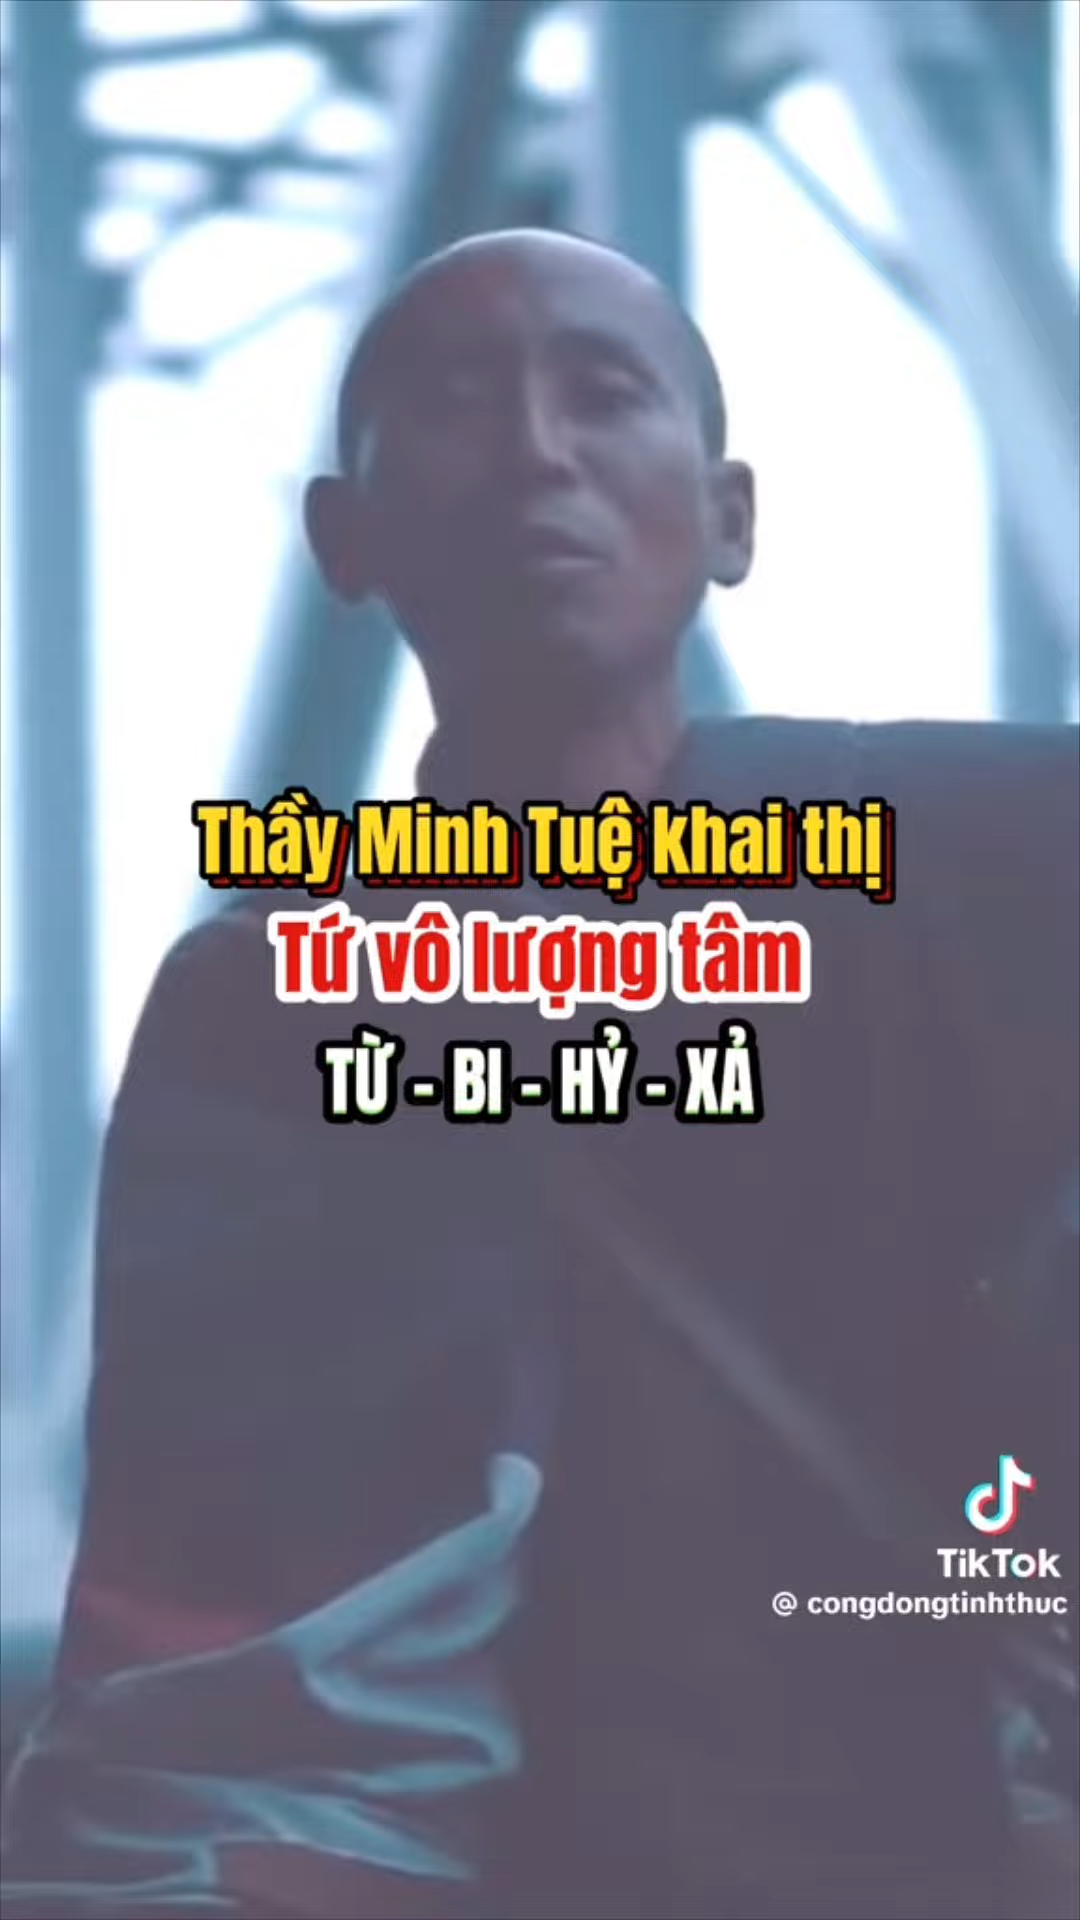 Thầy Minh Tuệ khai thị
Tứ vô lượng tâm
TỪ - BI - HỶ - XẢ
TikTok
@ congdongtinhthuc